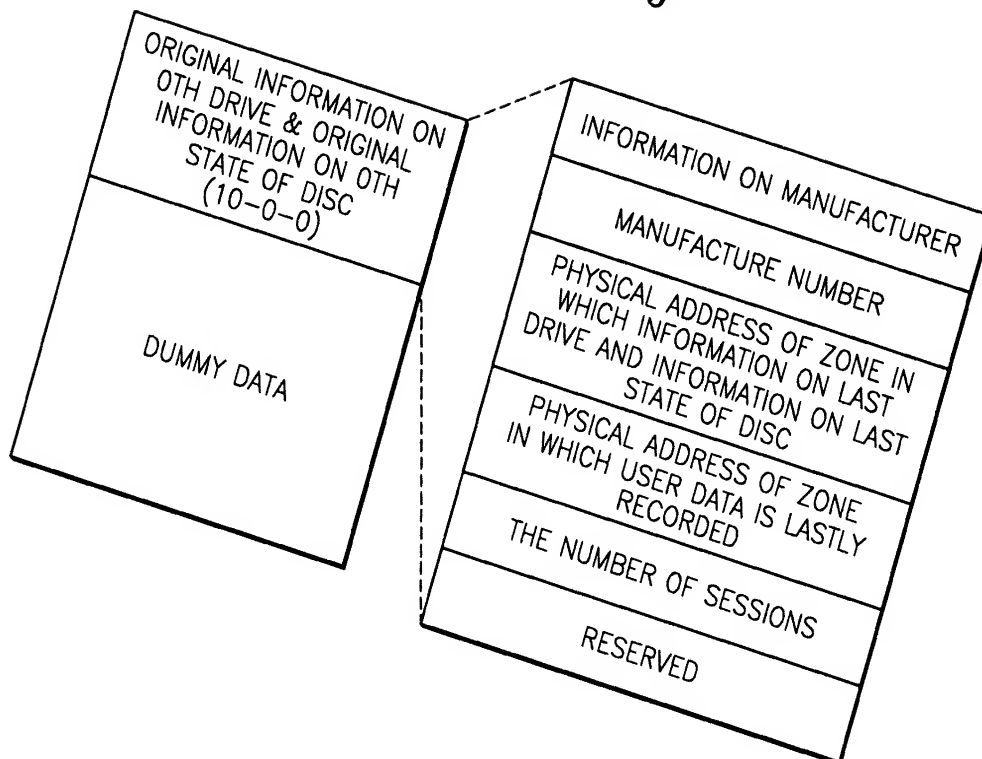 ORIGINAL INFORMATION ON
0TH DRIVE & ORIGINAL
INFORMATION ON 0TH
STATE OF DISC
(10-0-0)
DUMMY DATA
INFORMATION ON MANUFACTURER
MANUFACTURE NUMBER
PHYSICAL ADDRESS OF ZONE IN
WHICH INFORMATION ON LAST
DRIVE AND INFORMATION ON LAST
STATE OF DISC
PHYSICAL ADDRESS OF ZONE
IN WHICH USER DATA IS LASTLY
RECORDED
THE NUMBER OF SESSIONS
RESERVED